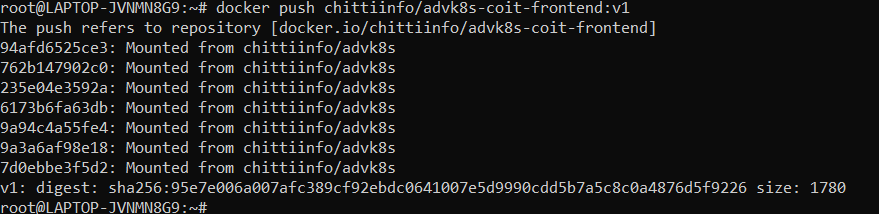 root@LAPTOP-JVNMN8G9:~# docker push chittiinfo/advk8s-coit-frontend:v1
The push refers to repository [docker.io/chittiinfo/advk8s-coit-frontend]
94afd6525ce3: Mounted from chittiinfo/advk8s
762b147902c0: Mounted from chittiinfo/advk8s
235e04e3592a: Mounted from chittiinfo/advk8s
6173b6fa63db: Mounted from chittiinfo/advk8s
9a94c4a55fe4: Mounted from chittiinfo/advk8s
9a3a6af98e18: Mounted from chittiinfo/advk8s
7d0ebbe3f5d2: Mounted from chittiinfo/advk8s
v1: digest: sha256:95e7e006a007afc389cf92ebdc0641007e5d9990cdd5b7a5c8c0a4876d5f9226 size: 1780
root@LAPTOP-JVNMN8G9:~#